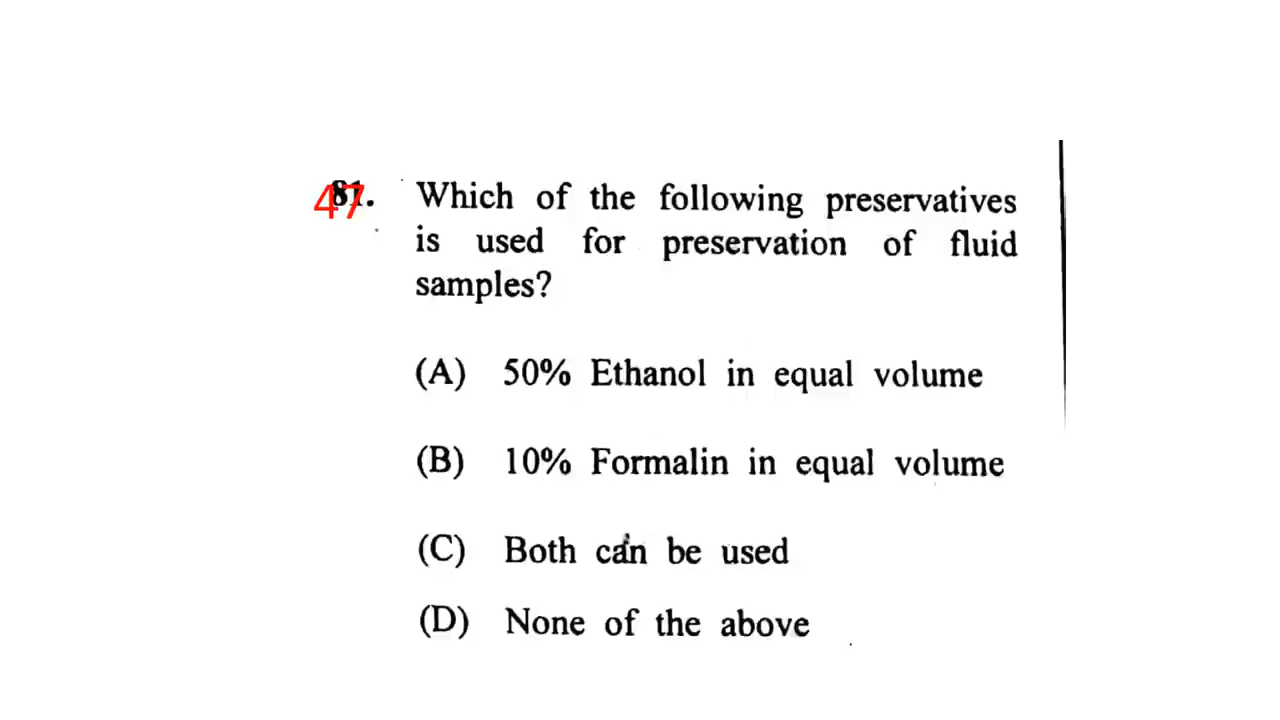 47
81. Which of the following preservatives
is used for preservation of fluid
samples?
(A) 50% Ethanol in equal volume
(B) 10% Formalin in equal volume
(C) Both can be used
(D) None of the above